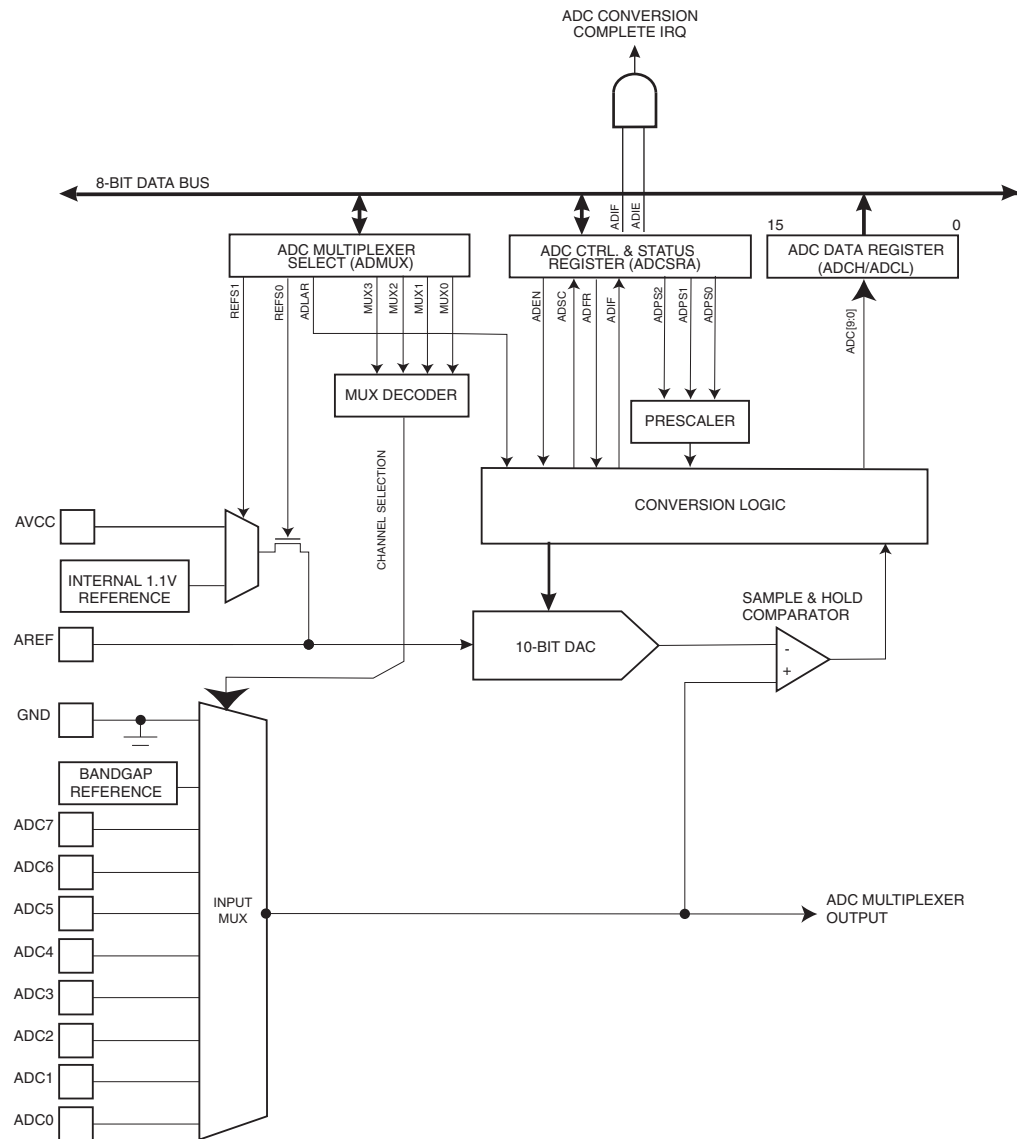 ADC CONVERSION
COMPLETE IRQ
8-BIT DATA BUS
ADIF
ADIE
15
0
ADC MULTIPLEXER
SELECT (ADMUX)
ADC CTRL. & STATUS
REGISTER (ADCSRA)
ADC DATA REGISTER
(ADCH/ADCL)
REFS1
REFS0
ADLAR
MUX3
MUX2
MUX1
MUX0
ADEN
ADSC
ADFR
ADIF
ADPS2
ADPS1
ADPS0
ADC[9:0]
MUX DECODER
PRESCALER
CHANNEL SELECTION
CONVERSION LOGIC
AVCC
INTERNAL 1.1V
REFERENCE
SAMPLE & HOLD
COMPARATOR
AREF
10-BIT DAC
-
+
GND
BANDGAP
REFERENCE
ADC7
ADC6
ADC5
INPUT
MUX
ADC MULTIPLEXER
OUTPUT
ADC4
ADC3
ADC2
ADC1
ADC0